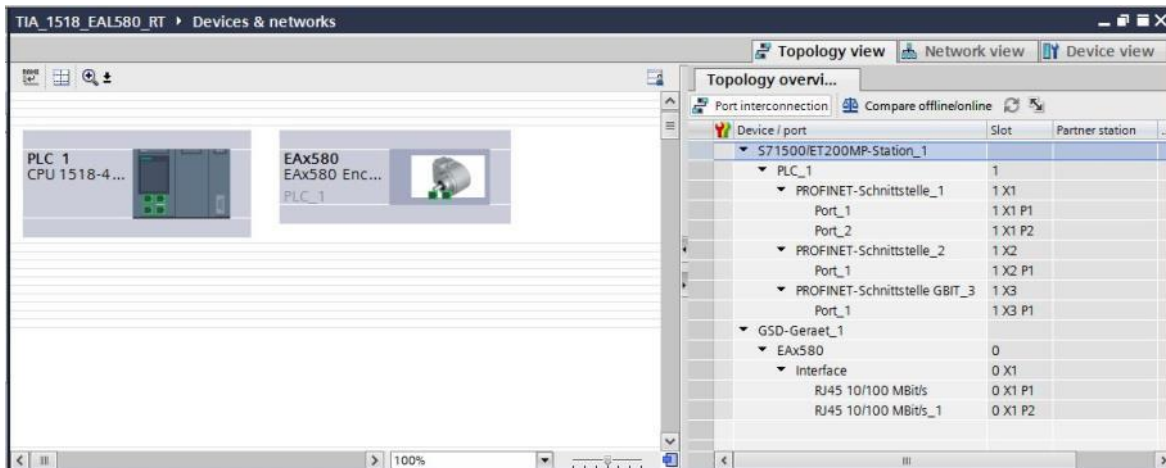 TIA_1518_EAL580_RT ▸ Devices & networks
Topology view Network view Device view
Topology overvi...
Port interconnection Compare offline/online
Device / port Slot Partner station ...
S71500/ET200MP-Station_1
PLC_1 1
PROFINET-Schnittstelle_1 1 X1
Port_1 1 X1 P1
Port_2 1 X1 P2
PROFINET-Schnittstelle_2 1 X2
Port_1 1 X2 P1
PROFINET-Schnittstelle GBIT_3 1 X3
Port_1 1 X3 P1
GSD-Geraet_1
EAx580 0
Interface 0 X1
RJ45 10/100 MBit/s 0 X1 P1
RJ45 10/100 MBit/s_1 0 X1 P2
PLC_1
CPU 1518-4...
EAx580
EAx580 Enc...
PLC_1
100%